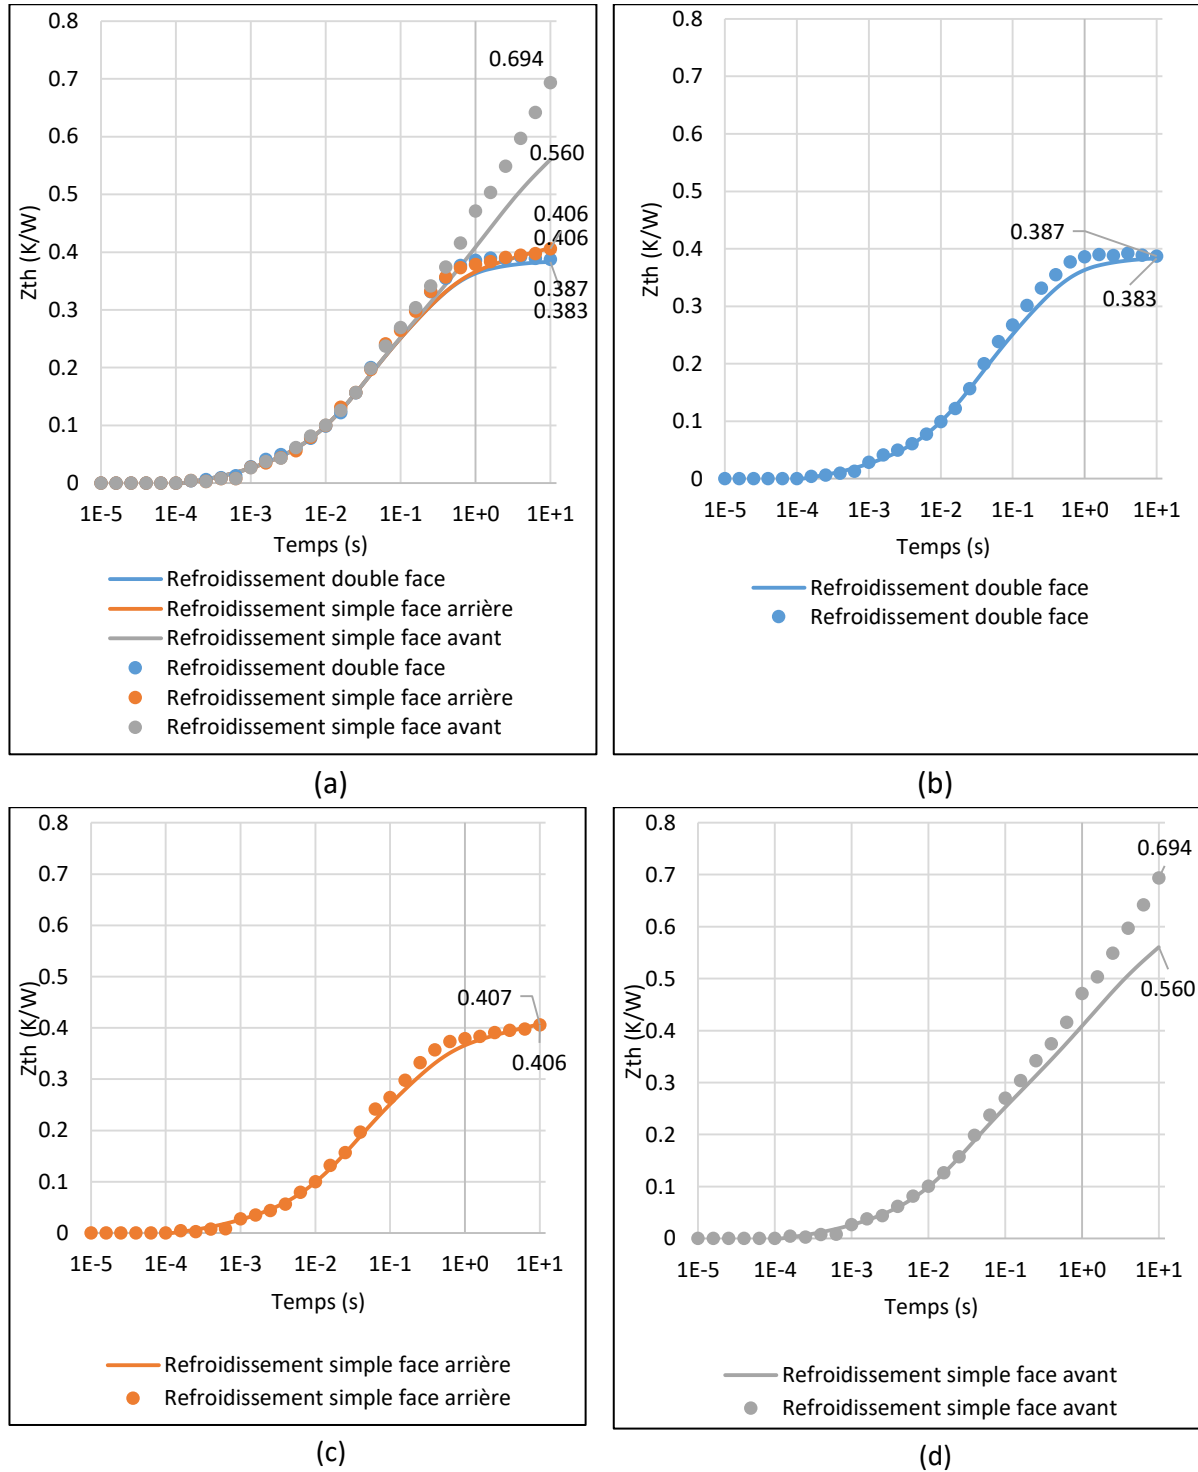 0.8
0.7
0.6
0.5
0.4
0.3
0.2
0.1
0
Zth (K/W)
0.694
0.560
0.406
0.406
0.387
0.383
1E-5 1E-4 1E-3 1E-2 1E-1 1E+0 1E+1
Temps (s)
Refroidissement double face
Refroidissement simple face arrière
Refroidissement simple face avant
Refroidissement double face
Refroidissement simple face arrière
Refroidissement simple face avant
(a)
0.8
0.7
0.6
0.5
0.4
0.3
0.2
0.1
0
Zth (K/W)
0.387
0.383
1E-5 1E-4 1E-3 1E-2 1E-1 1E+0 1E+1
Temps (s)
Refroidissement double face
Refroidissement double face
(b)
0.8
0.7
0.6
0.5
0.4
0.3
0.2
0.1
0
Zth (K/W)
0.407
0.406
1E-5 1E-4 1E-3 1E-2 1E-1 1E+0 1E+1
Temps (s)
Refroidissement simple face arrière
Refroidissement simple face arrière
(c)
0.8
0.7
0.6
0.5
0.4
0.3
0.2
0.1
0
Zth (K/W)
0.694
0.560
1E-5 1E-4 1E-3 1E-2 1E-1 1E+0 1E+1
Temps (s)
Refroidissement simple face avant
Refroidissement simple face avant
(d)